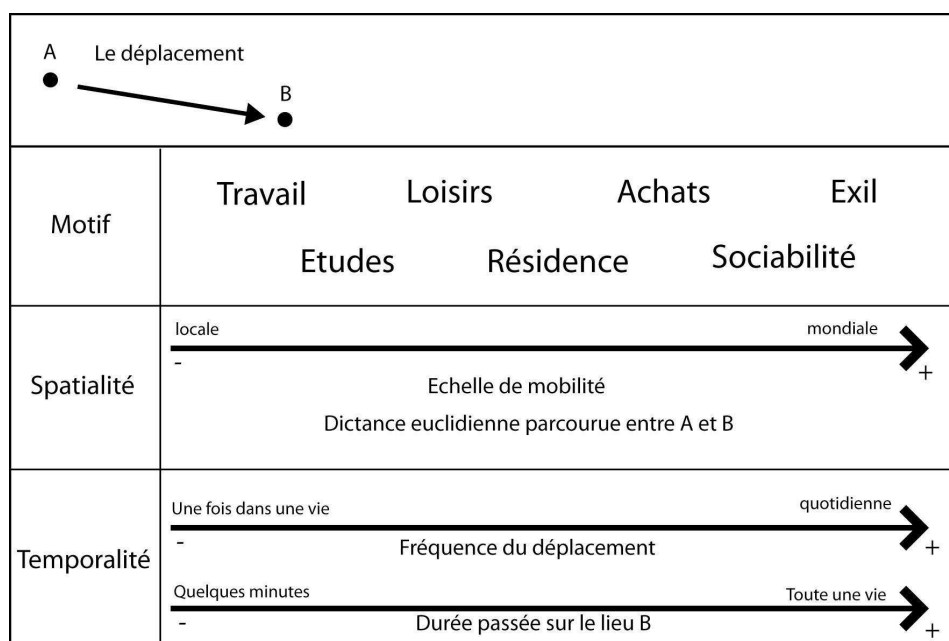 A
Le déplacement
B
Motif
Travail Loisirs Achats Exil
Etudes Résidence Sociabilité
Spatialité
locale mondiale
- +
Echelle de mobilité
Dictance euclidienne parcourue entre A et B
Temporalité
Une fois dans une vie quotidienne
- Fréquence du déplacement +
Quelques minutes Toute une vie
- Durée passée sur le lieu B +